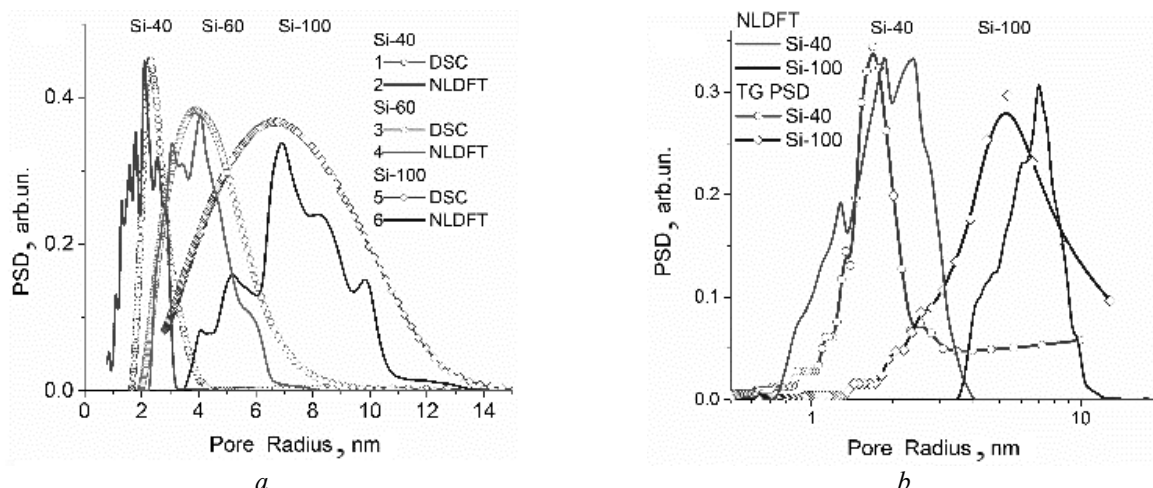 Si-40 Si-60 Si-100
Si-40
1 DSC
2 NLDFT
Si-60
3 DSC
4 NLDFT
Si-100
5 DSC
6 NLDFT
PSD, arb.un.
0.4
0.2
0.0
0 2 4 6 8 10 12 14
Pore Radius, nm
a
NLDFT
Si-40
Si-100
TG PSD
Si-40
Si-100
Si-40 Si-100
PSD, arb.un.
0.3
0.2
0.1
0.0
1 10
Pore Radius, nm
b